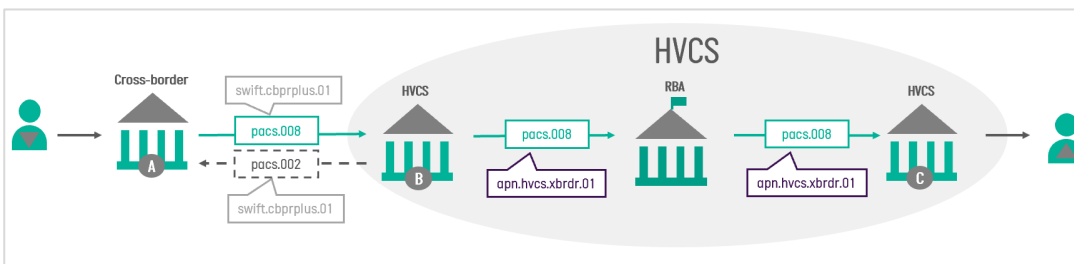 HVCS
Cross-border
swift.cbprplus.01
HVCS
RBA
HVCS
pacs.008
pacs.008
pacs.008
pacs.002
A
B
C
apn.hvcs.xbrdr.01
apn.hvcs.xbrdr.01
swift.cbprplus.01